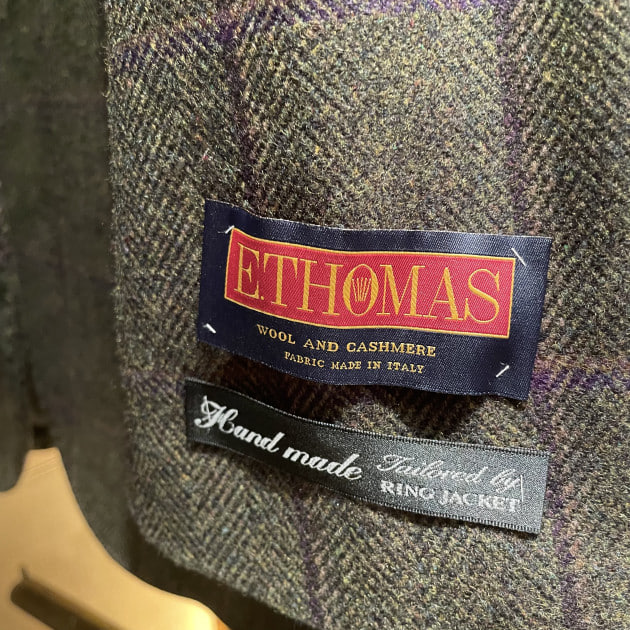 E.THOMAS
WOOL AND CASHMERE
FABRIC MADE IN ITALY
Hand made Tailored by
RING JACKET